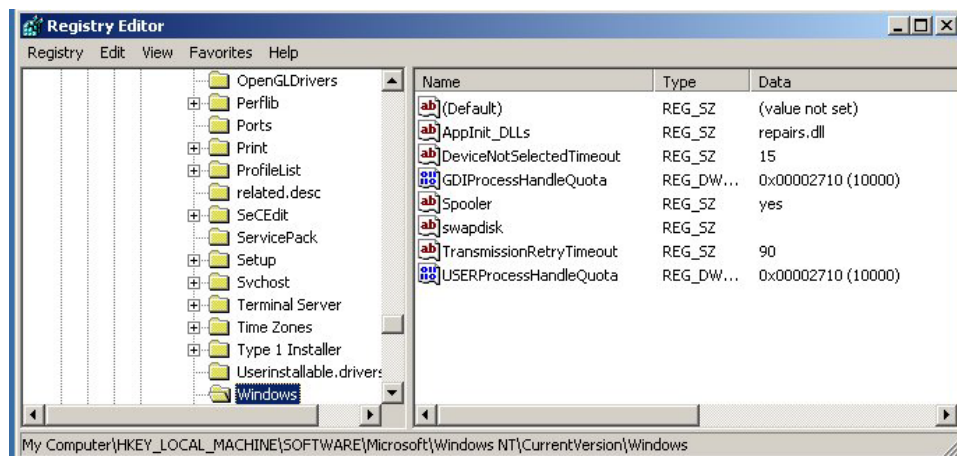 Registry Editor
Registry Edit View Favorites Help
OpenGLDrivers
Perflib
Ports
Print
ProfileList
related.desc
SeCEdit
ServicePack
Setup
Svchost
Terminal Server
Time Zones
Type 1 Installer
Userinstallable.drivers
Windows
Name Type Data
(Default) REG_SZ (value not set)
AppInit_DLLs REG_SZ repairs.dll
DeviceNotSelectedTimeout REG_SZ 15
GDIProcessHandleQuota REG_DW... 0x00002710 (10000)
Spooler REG_SZ yes
swapdisk REG_SZ
TransmissionRetryTimeout REG_SZ 90
USERProcessHandleQuota REG_DW... 0x00002710 (10000)
My Computer\HKEY_LOCAL_MACHINE\SOFTWARE\Microsoft\Windows NT\CurrentVersion\Windows